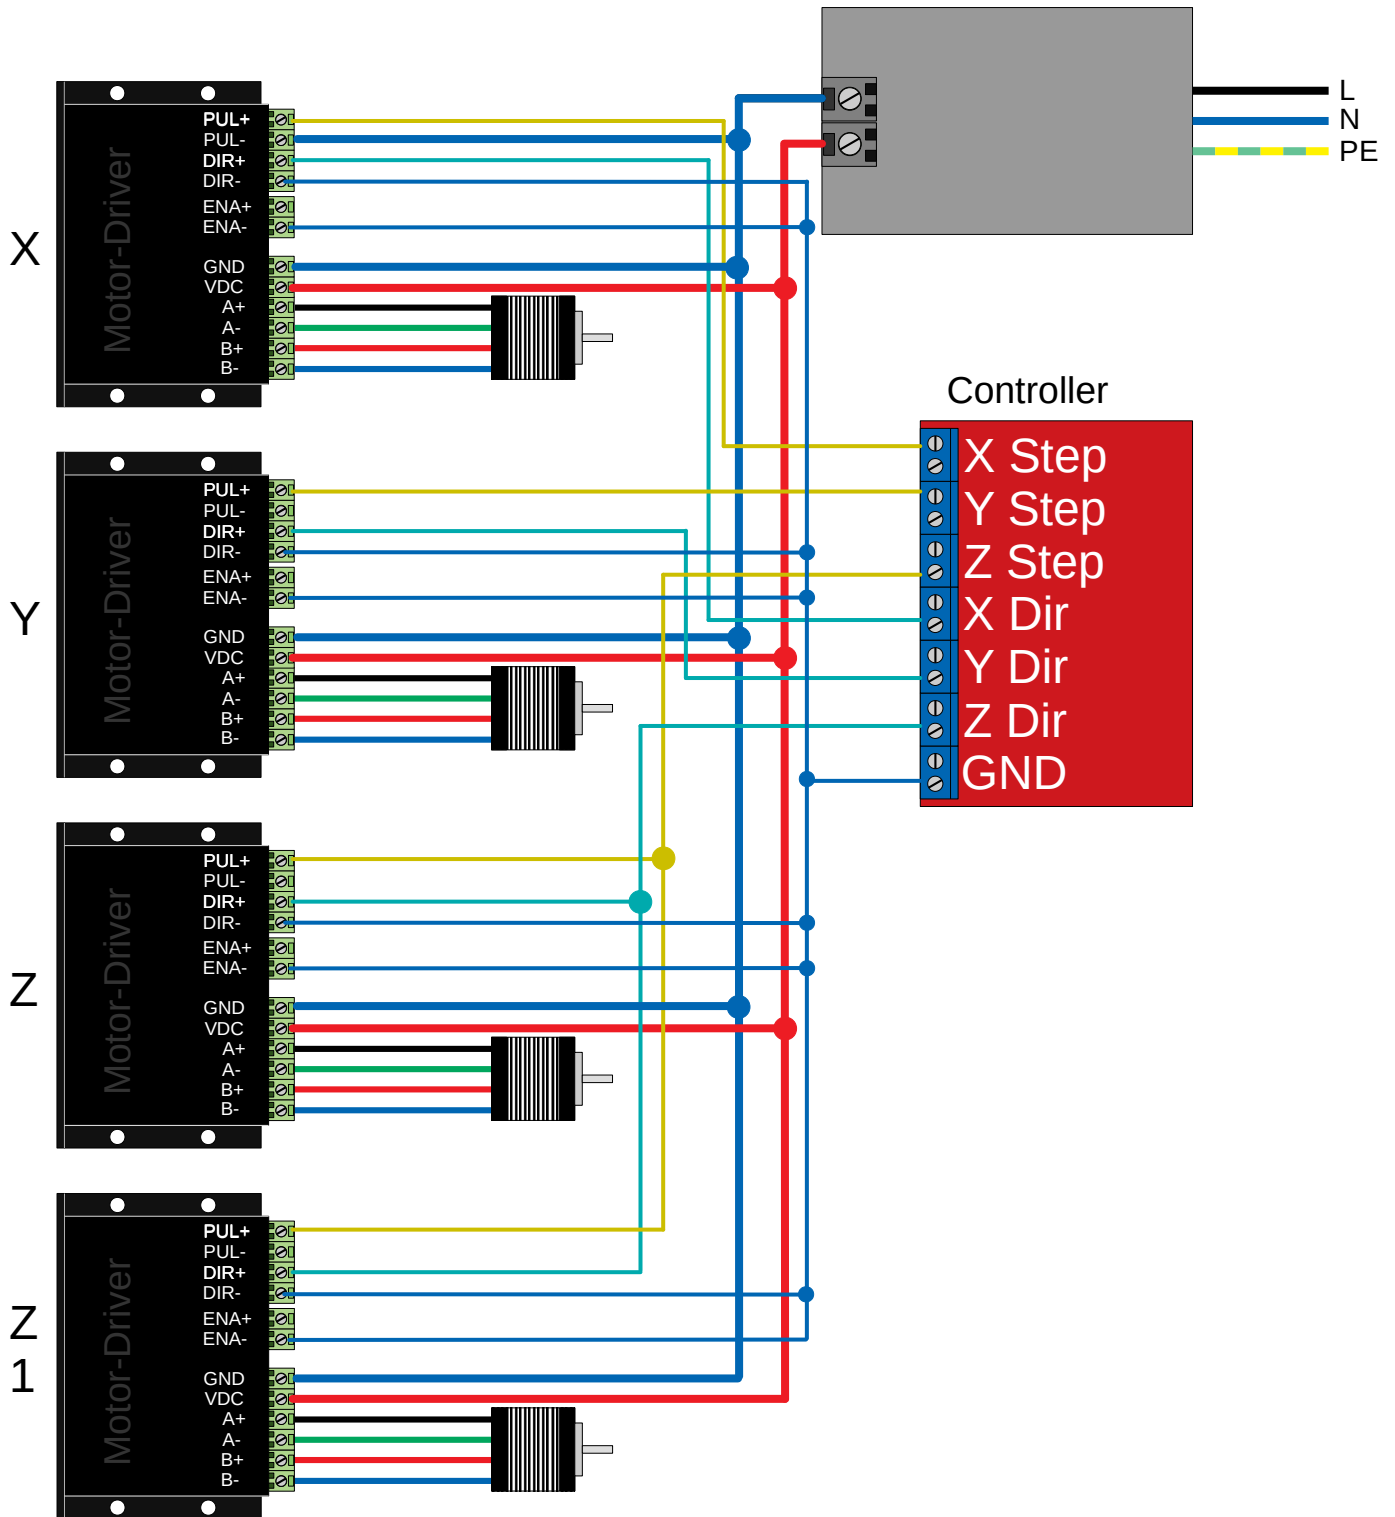 L
N
PE
X
Motor-Driver
PUL+
PUL-
DIR+
DIR-
ENA+
ENA-
GND
VDC
A+
A-
B+
B-
Controller
X Step
Y Step
Z Step
X Dir
Y Dir
Z Dir
GND
Y
Motor-Driver
PUL+
PUL-
DIR+
DIR-
ENA+
ENA-
GND
VDC
A+
A-
B+
B-
Z
Motor-Driver
PUL+
PUL-
DIR+
DIR-
ENA+
ENA-
GND
VDC
A+
A-
B+
B-
Z
1
Motor-Driver
PUL+
PUL-
DIR+
DIR-
ENA+
ENA-
GND
VDC
A+
A-
B+
B-